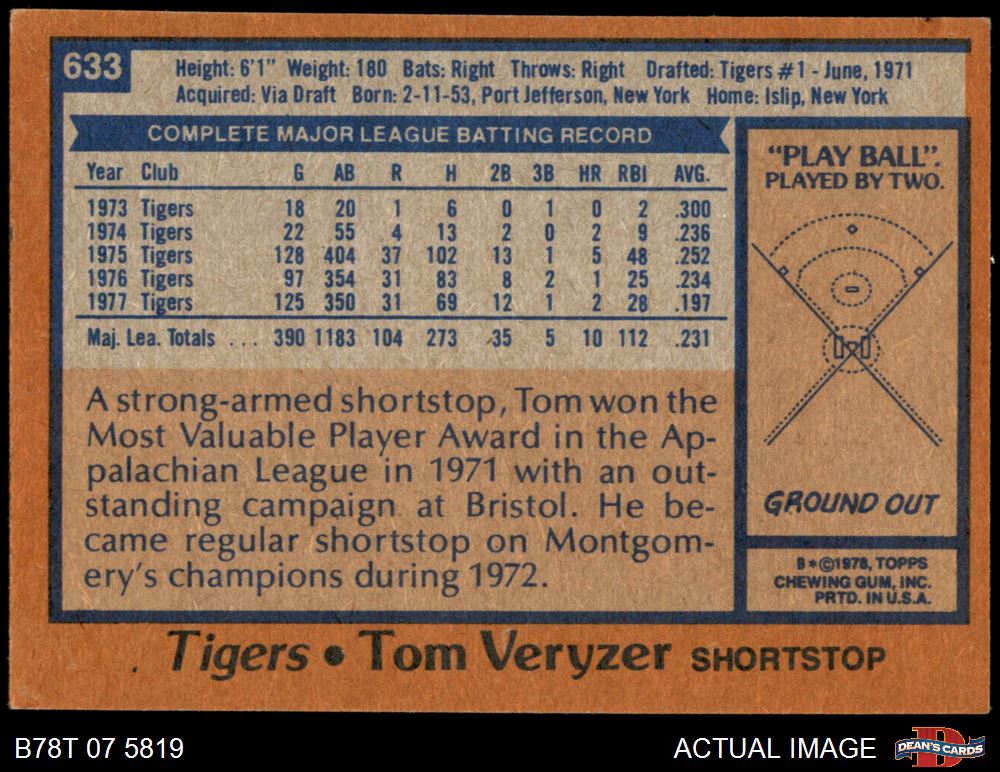 633
Height: 6'1" Weight: 180 Bats: Right Throws: Right Drafted: Tigers #1 - June, 1971
Acquired: Via Draft Born: 2-11-53, Port Jefferson, New York Home: Islip, New York
COMPLETE MAJOR LEAGUE BATTING RECORD
Year Club G AB R H 2B 3B HR RBI AVG.
1973 Tigers 18 20 1 6 0 1 0 2 .300
1974 Tigers 22 55 4 13 2 0 2 9 .236
1975 Tigers 128 404 37 102 13 1 5 48 .252
1976 Tigers 97 354 31 83 8 2 1 25 .234
1977 Tigers 125 350 31 69 12 1 2 28 .197
Maj. Lea. Totals . . . 390 1183 104 273 35 5 10 112 .231
A strong-armed shortstop, Tom won the
Most Valuable Player Award in the Ap-
palachian League in 1971 with an out-
standing campaign at Bristol. He be-
came regular shortstop on Montgom-
ery's champions during 1972.
"PLAY BALL".
PLAYED BY TWO.
GROUND OUT
B*©1978, TOPPS
CHEWING GUM, INC.
PRTD. IN U.S.A.
Tigers • Tom Veryzer SHORTSTOP
B78T 07 5819
ACTUAL IMAGE
DEAN'S CARDS